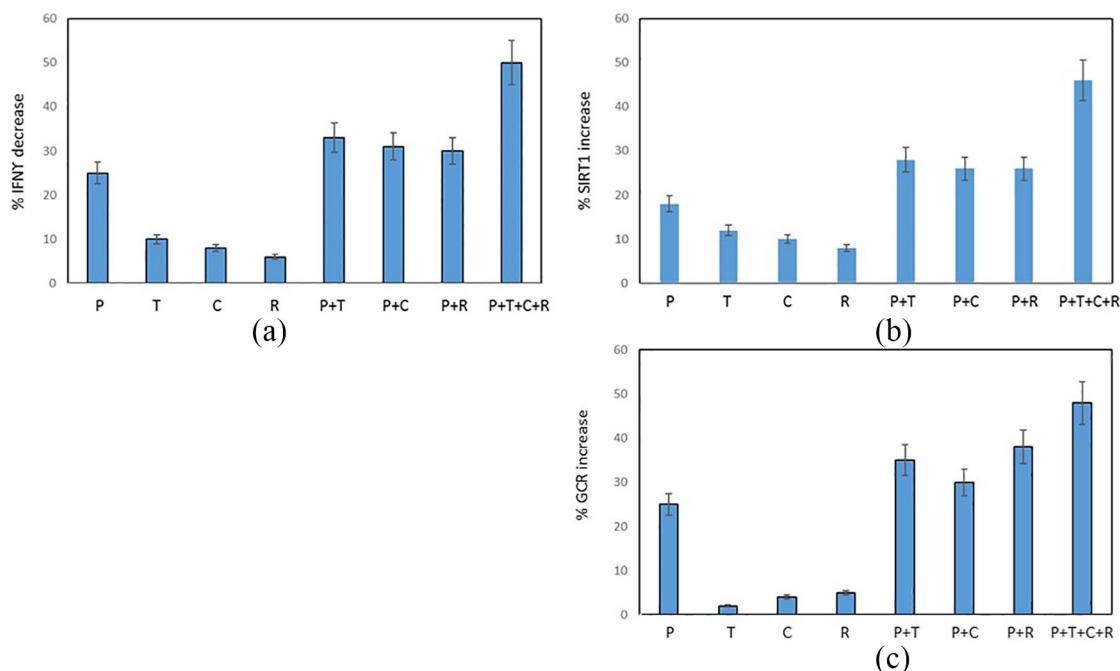 % IFNY decrease
60
50
40
30
20
10
0
P T C R P+T P+C P+R P+T+C+R
(a)
% SIRT1 increase
60
50
40
30
20
10
0
P T C R P+T P+C P+R P+T+C+R
(b)
% GCR increase
60
50
40
30
20
10
0
P T C R P+T P+C P+R P+T+C+R
(c)